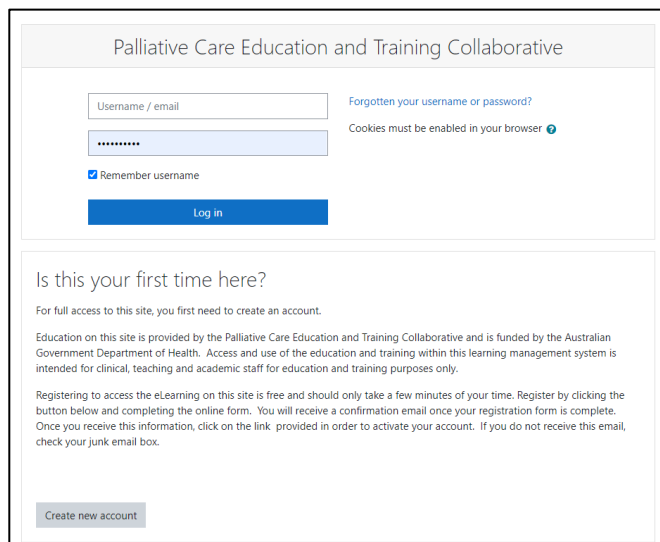 Palliative Care Education and Training Collaborative
Username / email
Forgotten your username or password?
Cookies must be enabled in your browser
••••••••••
Remember username
Log in
Is this your first time here?
For full access to this site, you first need to create an account.
Education on this site is provided by the Palliative Care Education and Training Collaborative and is funded by the Australian
Government Department of Health. Access and use of the education and training within this learning management system is
intended for clinical, teaching and academic staff for education and training purposes only.
Registering to access the eLearning on this site is free and should only take a few minutes of your time. Register by clicking the
button below and completing the online form. You will receive a confirmation email once your registration form is complete.
Once you receive this information, click on the link provided in order to activate your account. If you do not receive this email,
check your junk email box.
Create new account